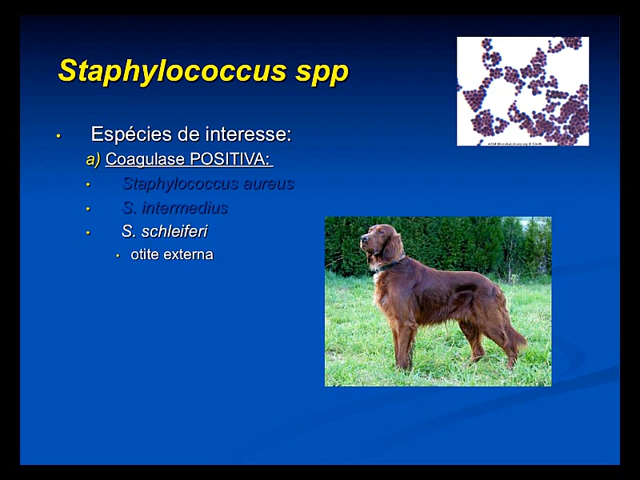 Staphylococcus spp
• Espécies de interesse:
a) Coagulase POSITIVA:
• Staphylococcus aureus
• S. intermedius
• S. schleiferi
• otite externa